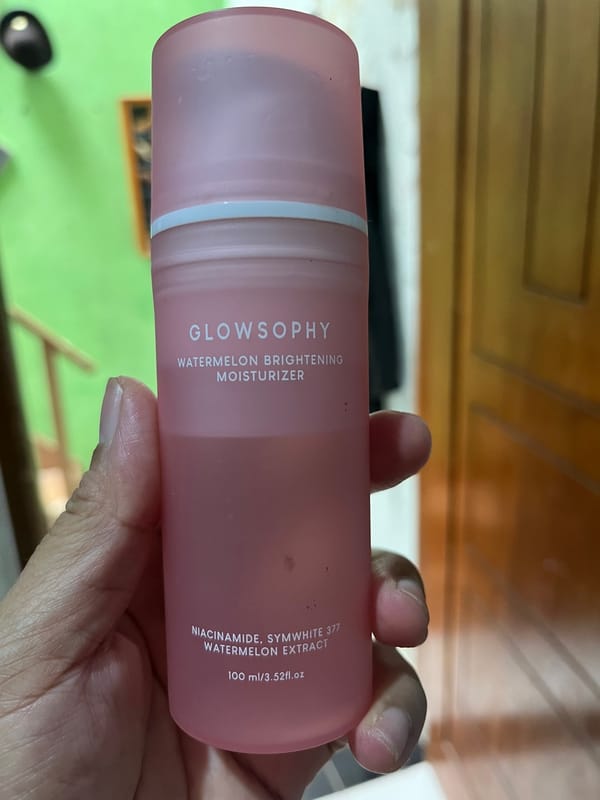 GLOWSOPHY
WATERMELON BRIGHTENING
MOISTURIZER
NIACINAMIDE, SYMWHITE 377
WATERMELON EXTRACT
100 ml/3.52fl.oz